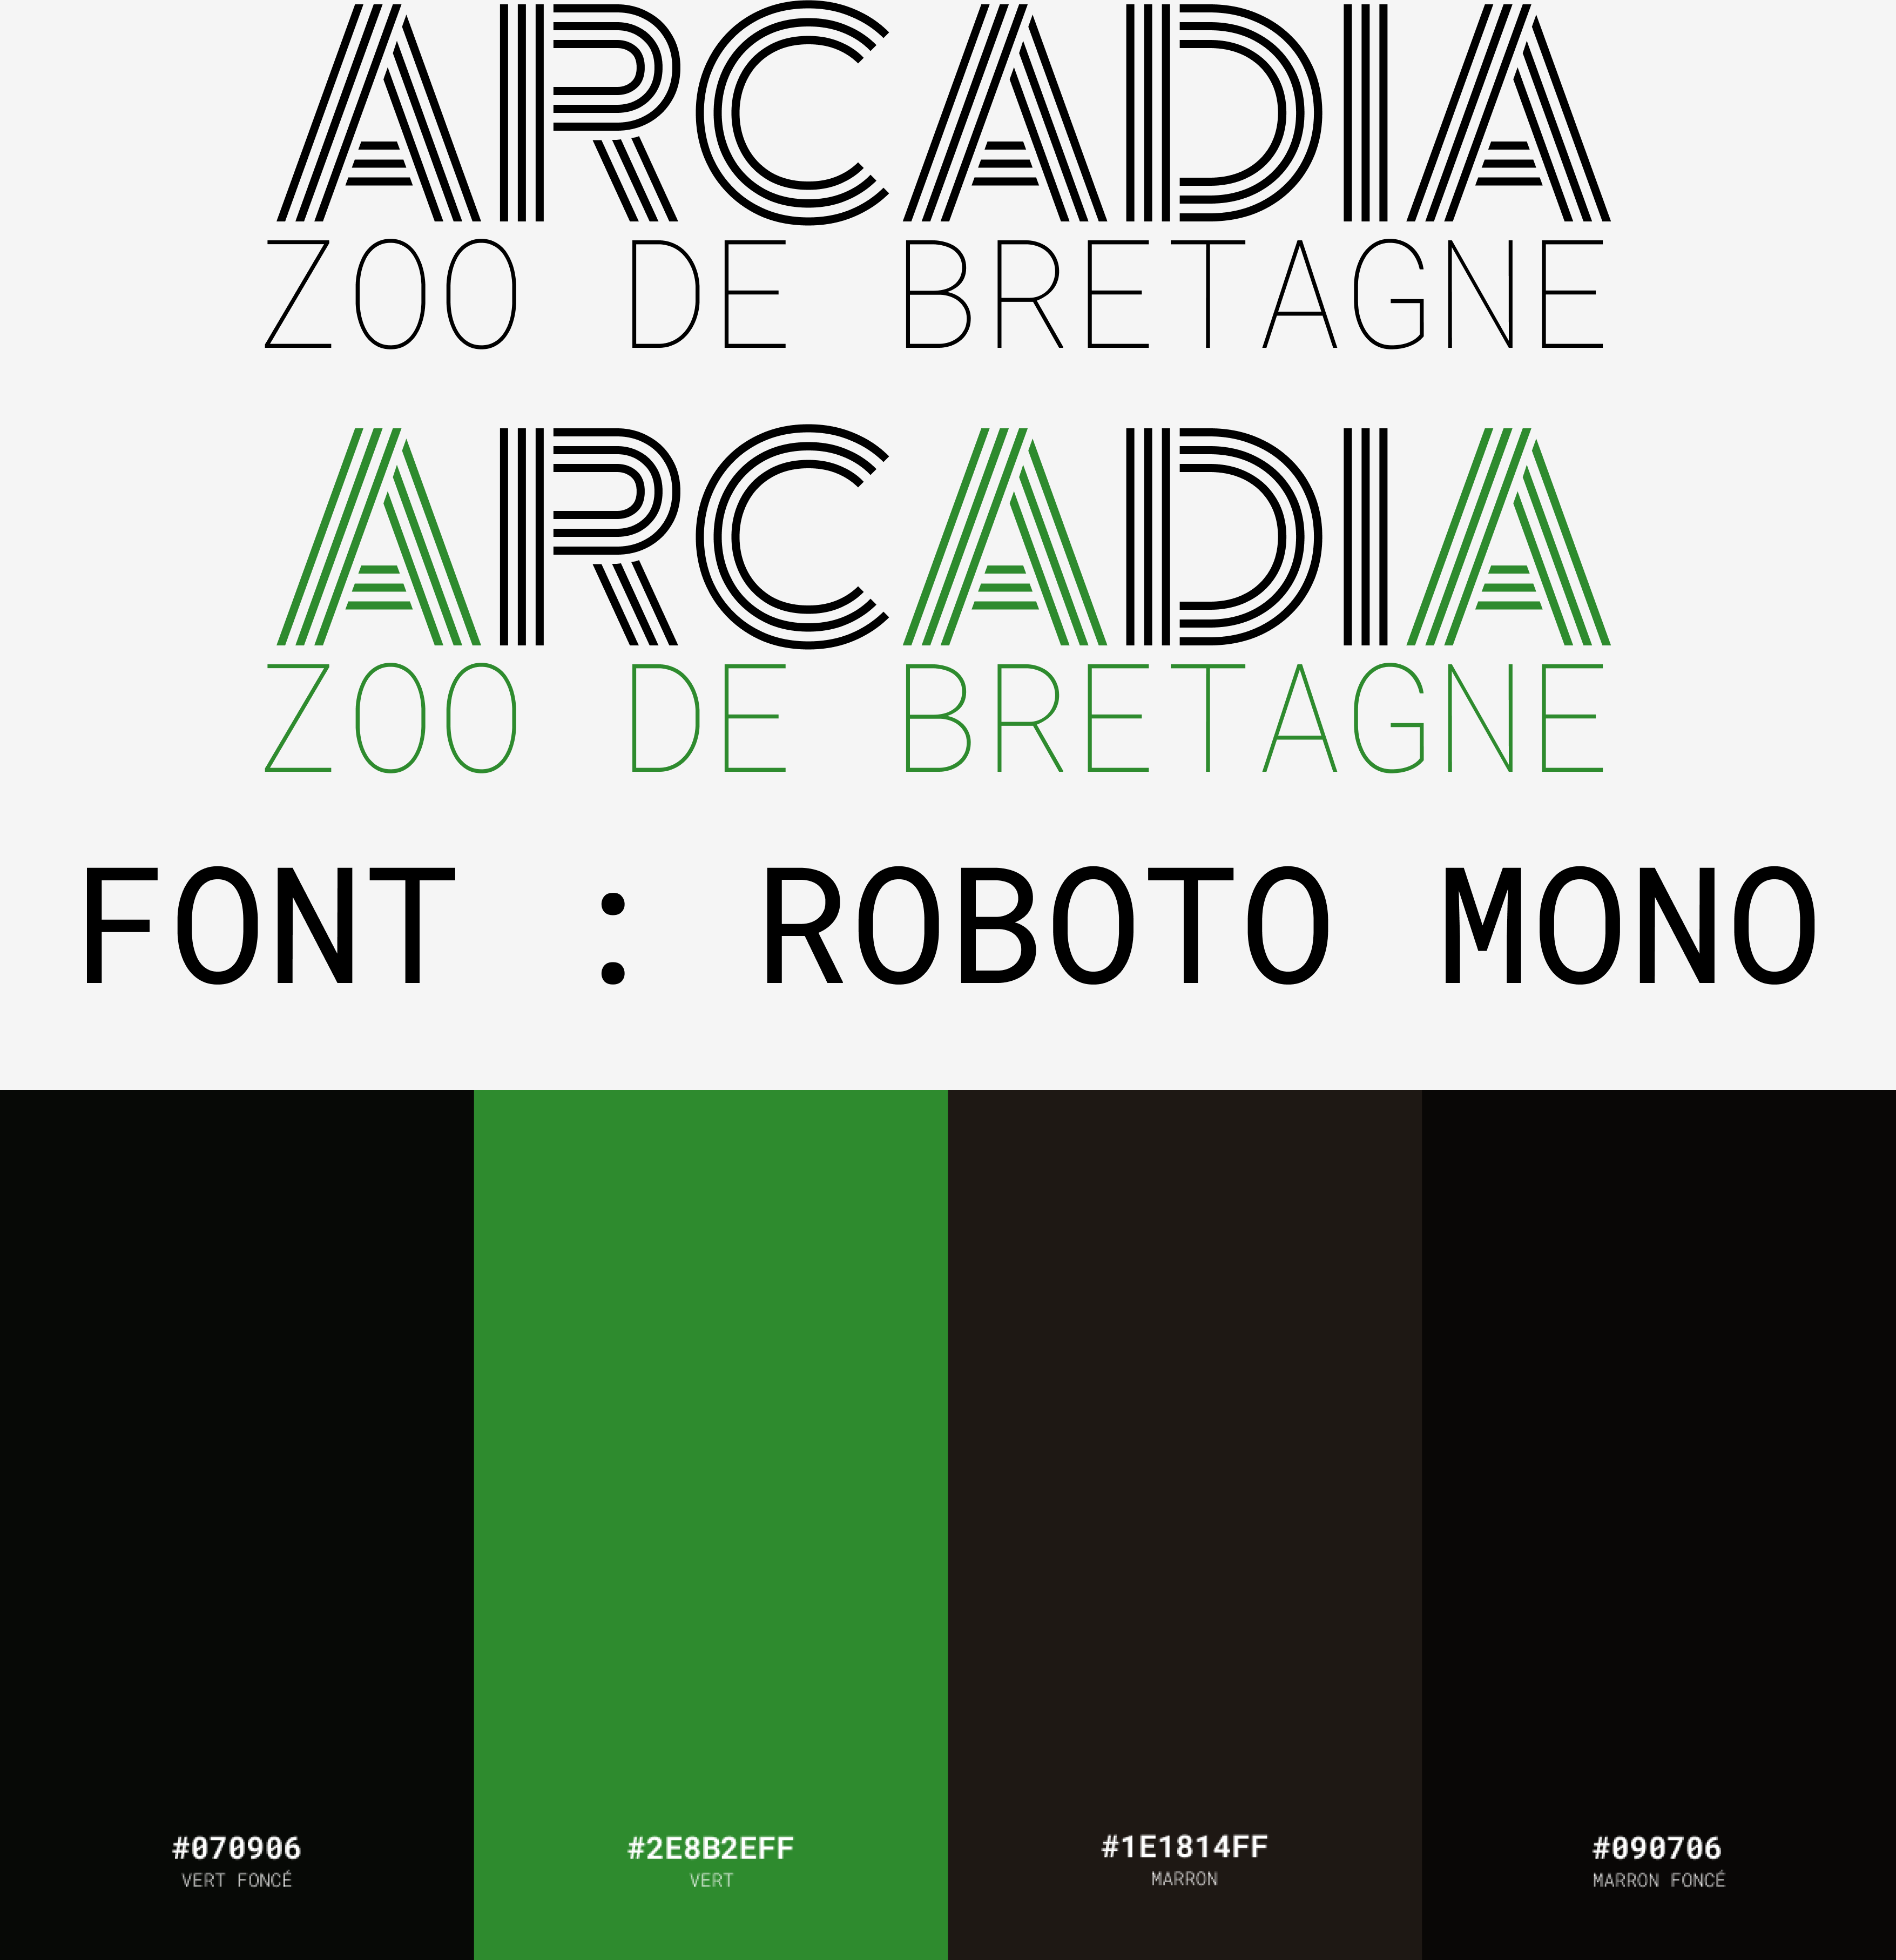 ARCADIA
ZOO DE BRETAGNE
ARCADIA
ZOO DE BRETAGNE
FONT : ROBOTO MONO
#070906
VERT FONCÉ
#2E8B2EFF
VERT
#1E1814FF
MARRON
#090706
MARRON FONCÉ